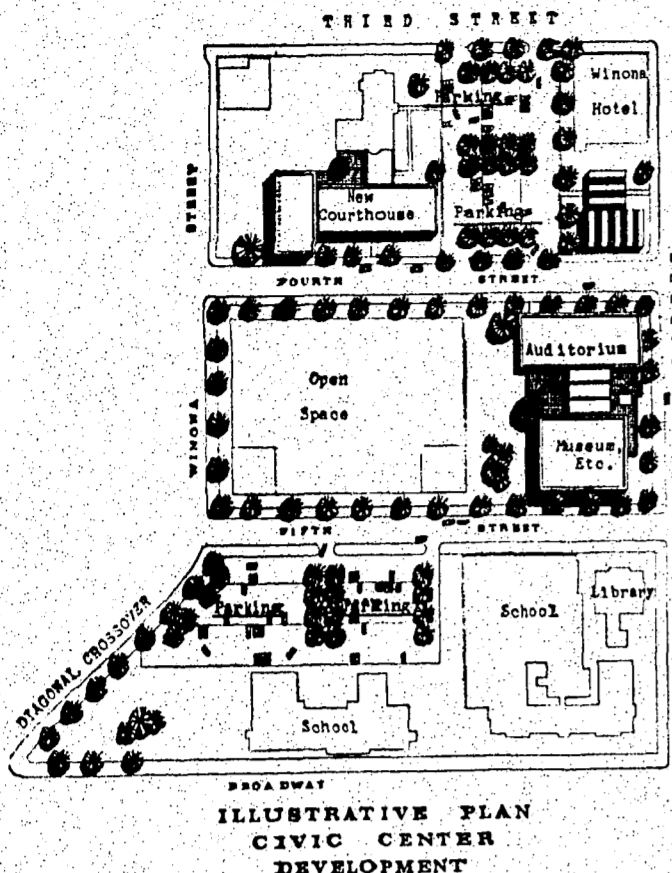 THIRD STREET
Winona
Hotel
Parking
STREET
New
Courthouse
Parking
FOURTH STREET
Auditorium
Open
Space
WINONA
Museum,
Etc.
FIFTH STREET
DIAGONAL CROSSOVER
Parking
Parking
School
Library
School
BROADWAY
ILLUSTRATIVE PLAN
CIVIC CENTER
DEVELOPMENT